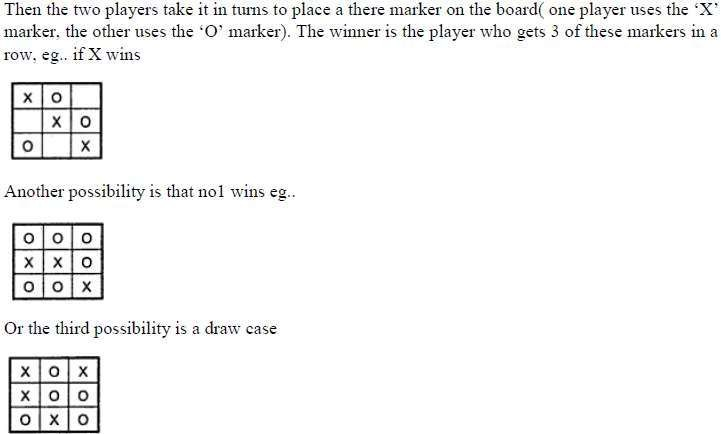 Then the two players take it in turns to place a there marker on the board( one player uses the ‘X’
marker, the other uses the ‘O’ marker). The winner is the player who gets 3 of these markers in a
row, eg.. if X wins
X O
X O
O X
Another possibility is that no1 wins eg..
O O O
X X O
O O X
Or the third possibility is a draw case
X O X
X O O
O X O